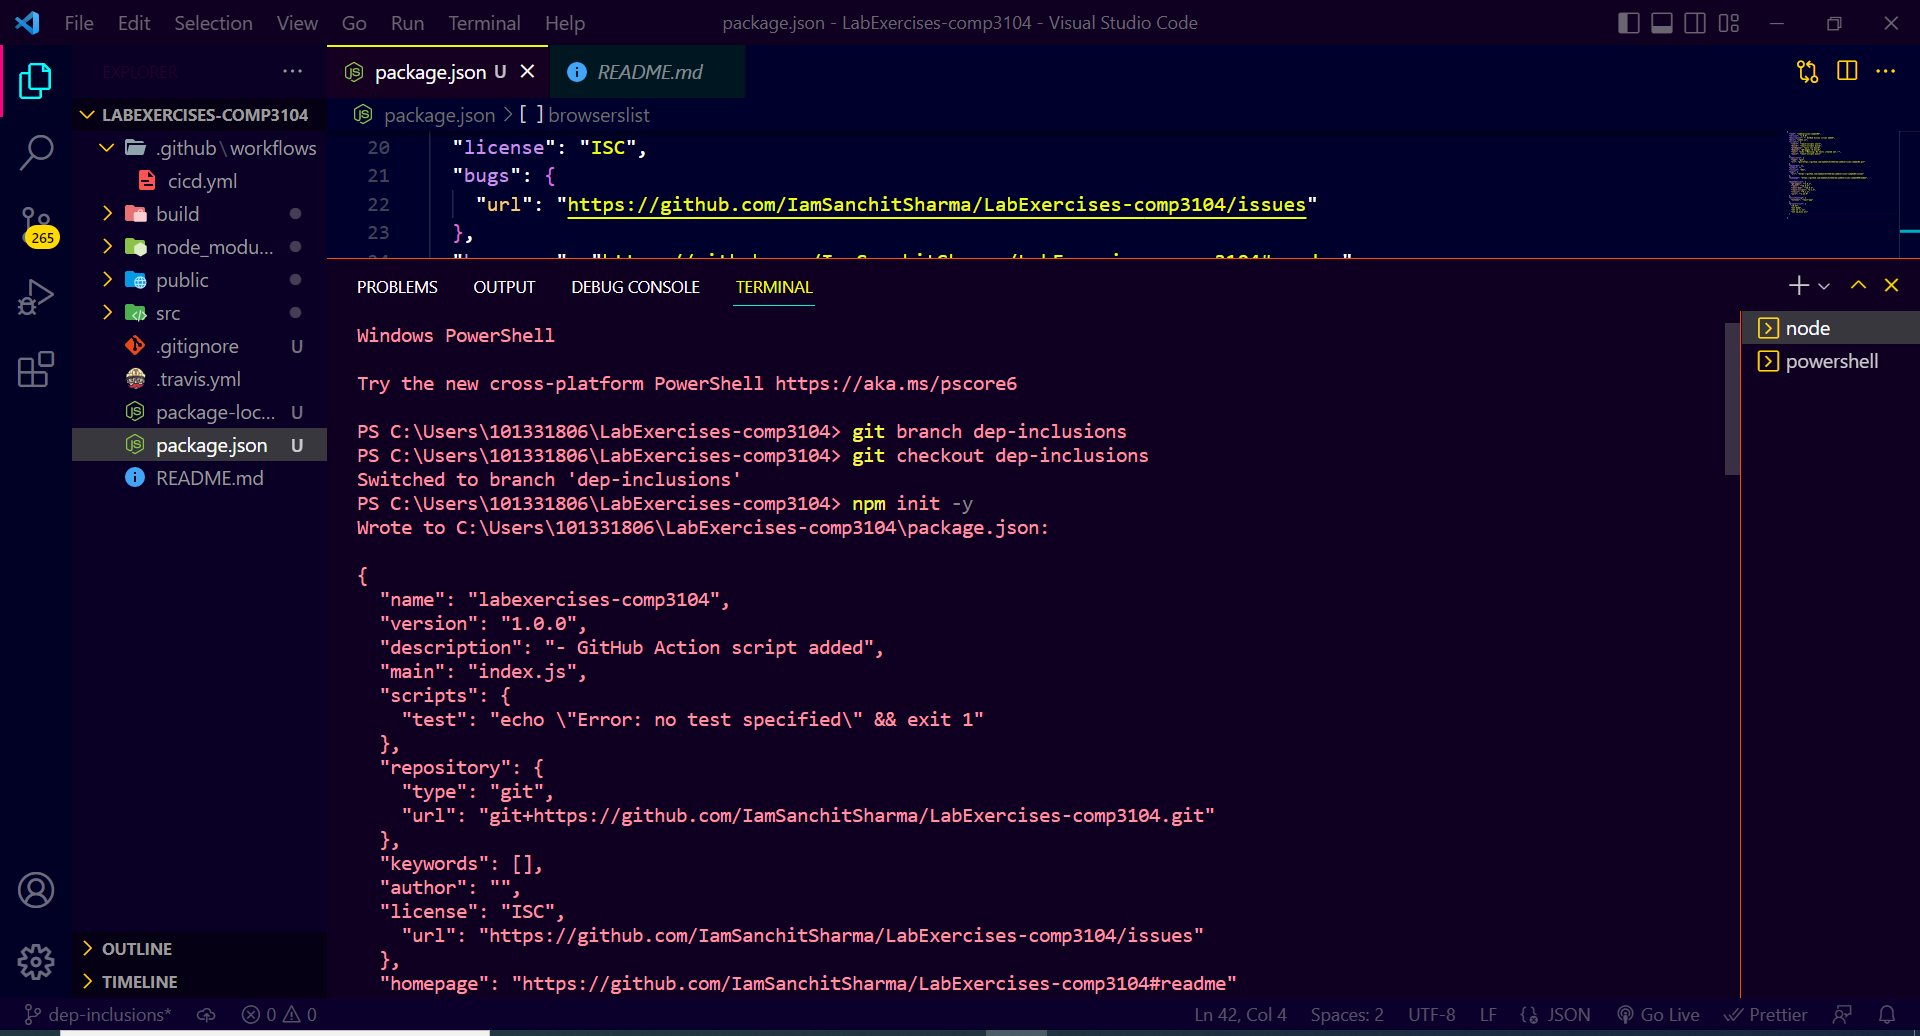 File Edit Selection View Go Run Terminal Help
package.json - LabExercises-comp3104 - Visual Studio Code
EXPLORER
package.json U
README.md
LABEXERCISES-COMP3104
.github\workflows
cicd.yml
build
node_modu...
public
src
.gitignore U
.travis.yml
package-loc... U
package.json U
README.md
265
OUTLINE
TIMELINE
package.json > [ ] browserslist
20 "license": "ISC",
21 "bugs": {
22 "url": "https://github.com/IamSanchitSharma/LabExercises-comp3104/issues"
23 },
PROBLEMS OUTPUT DEBUG CONSOLE TERMINAL
node
powershell
Windows PowerShell
Try the new cross-platform PowerShell https://aka.ms/pscore6
PS C:\Users\101331806\LabExercises-comp3104> git branch dep-inclusions
PS C:\Users\101331806\LabExercises-comp3104> git checkout dep-inclusions
Switched to branch 'dep-inclusions'
PS C:\Users\101331806\LabExercises-comp3104> npm init -y
Wrote to C:\Users\101331806\LabExercises-comp3104\package.json:
{
"name": "labexercises-comp3104",
"version": "1.0.0",
"description": "- GitHub Action script added",
"main": "index.js",
"scripts": {
"test": "echo \"Error: no test specified\" && exit 1"
},
"repository": {
"type": "git",
"url": "git+https://github.com/IamSanchitSharma/LabExercises-comp3104.git"
},
"keywords": [],
"author": "",
"license": "ISC",
"url": "https://github.com/IamSanchitSharma/LabExercises-comp3104/issues"
},
"homepage": "https://github.com/IamSanchitSharma/LabExercises-comp3104#readme"
dep-inclusions* 0 0
Ln 42, Col 4 Spaces: 2 UTF-8 LF JSON Go Live Prettier